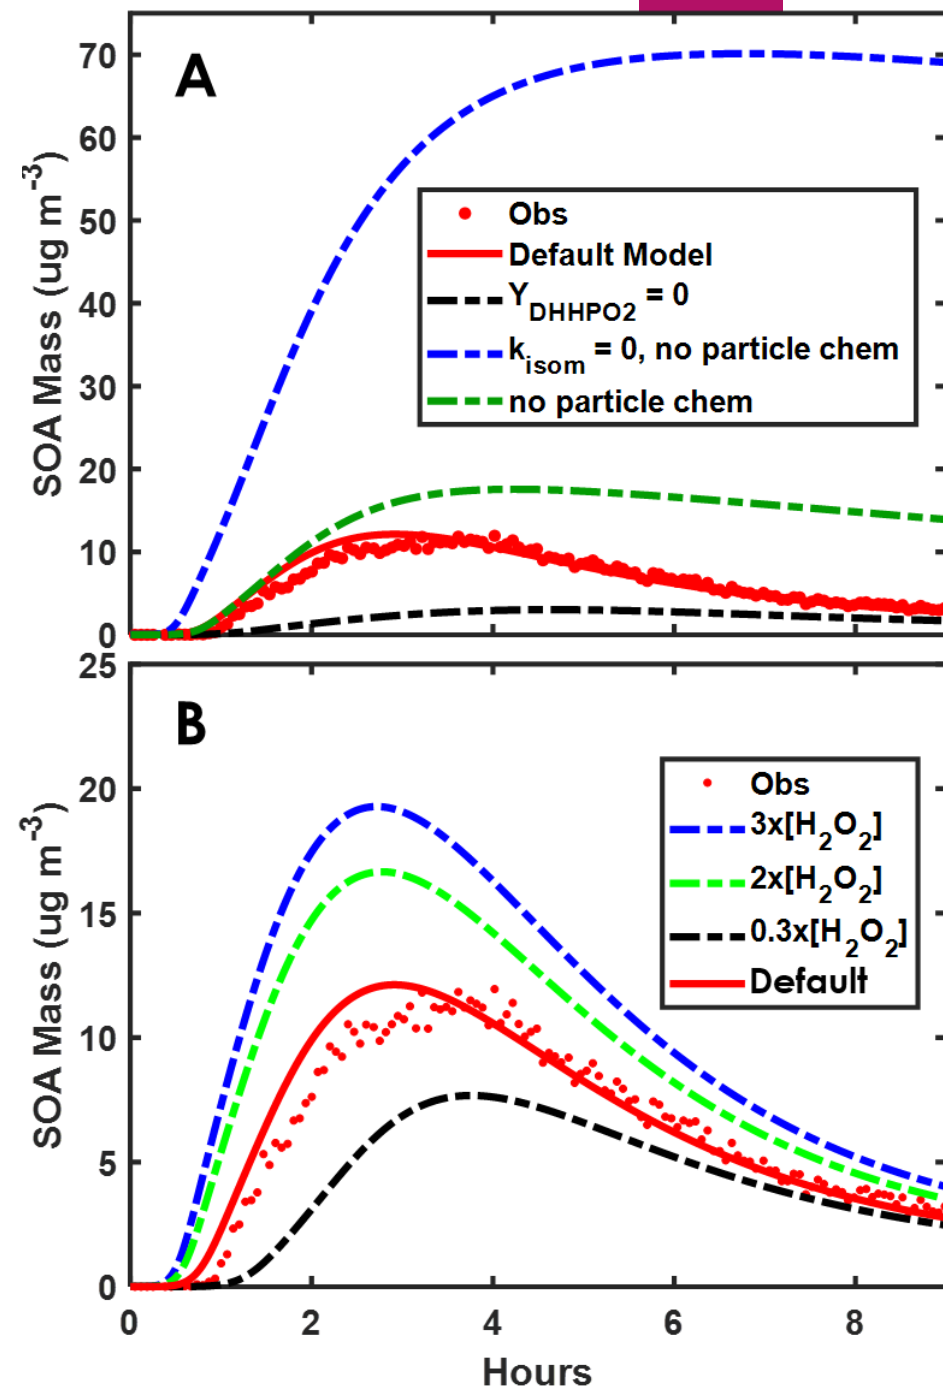 A
70
60
50
40
30
20
10
0
SOA Mass (ug m⁻³)
Obs
Default Model
Y_DHHPO2 = 0
k_isom = 0, no particle chem
no particle chem
B
25
20
15
10
5
0
SOA Mass (ug m⁻³)
Obs
3x[H₂O₂]
2x[H₂O₂]
0.3x[H₂O₂]
Default
0 2 4 6 8
Hours